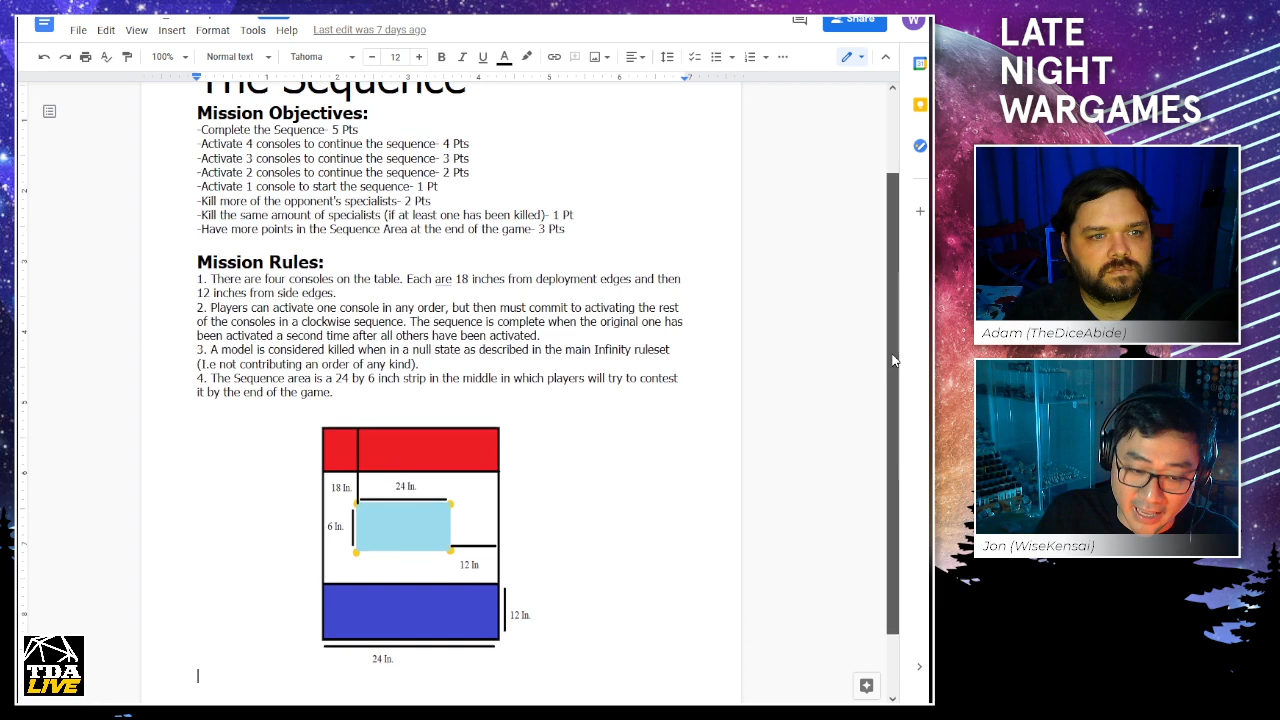 LATE
NIGHT
WARGAMES
File Edit View Insert Format Tools Help Last edit was 7 days ago
Share
W
100% Normal text Tahoma 12 B I U A
1 2 3 4 5 6 7
The Sequence
Mission Objectives:
-Complete the Sequence- 5 Pts
-Activate 4 consoles to continue the sequence- 4 Pts
-Activate 3 consoles to continue the sequence- 3 Pts
-Activate 2 consoles to continue the sequence- 2 Pts
-Activate 1 console to start the sequence- 1 Pt
-Kill more of the opponent's specialists- 2 Pts
-Kill the same amount of specialists (if at least one has been killed)- 1 Pt
-Have more points in the Sequence Area at the end of the game- 3 Pts
Mission Rules:
1. There are four consoles on the table. Each are 18 inches from deployment edges and then
12 inches from side edges.
2. Players can activate one console in any order, but then must commit to activating the rest
of the consoles in a clockwise sequence. The sequence is complete when the original one has
been activated a second time after all others have been activated.
3. A model is considered killed when in a null state as described in the main Infinity ruleset
(I.e not contributing an order of any kind).
4. The Sequence area is a 24 by 6 inch strip in the middle in which players will try to contest
it by the end of the game.
18 In.
24 In.
6 In.
12 In
12 In.
24 In.
Adam (TheDiceAbide)
Jon {WiseKensai}
TDA
LIVE